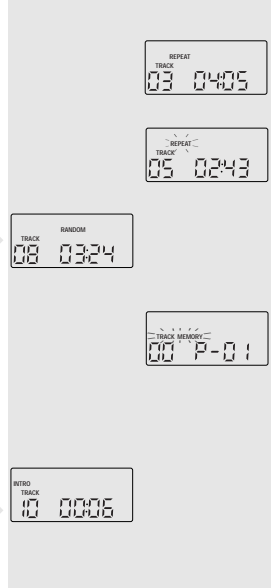 REPEAT
TRACK
03 04:05
REPEAT
TRACK
05 02:43
RANDOM
TRACK
08 03:24
TRACK MEMORY
00 P-01
INTRO
TRACK
10 00:06